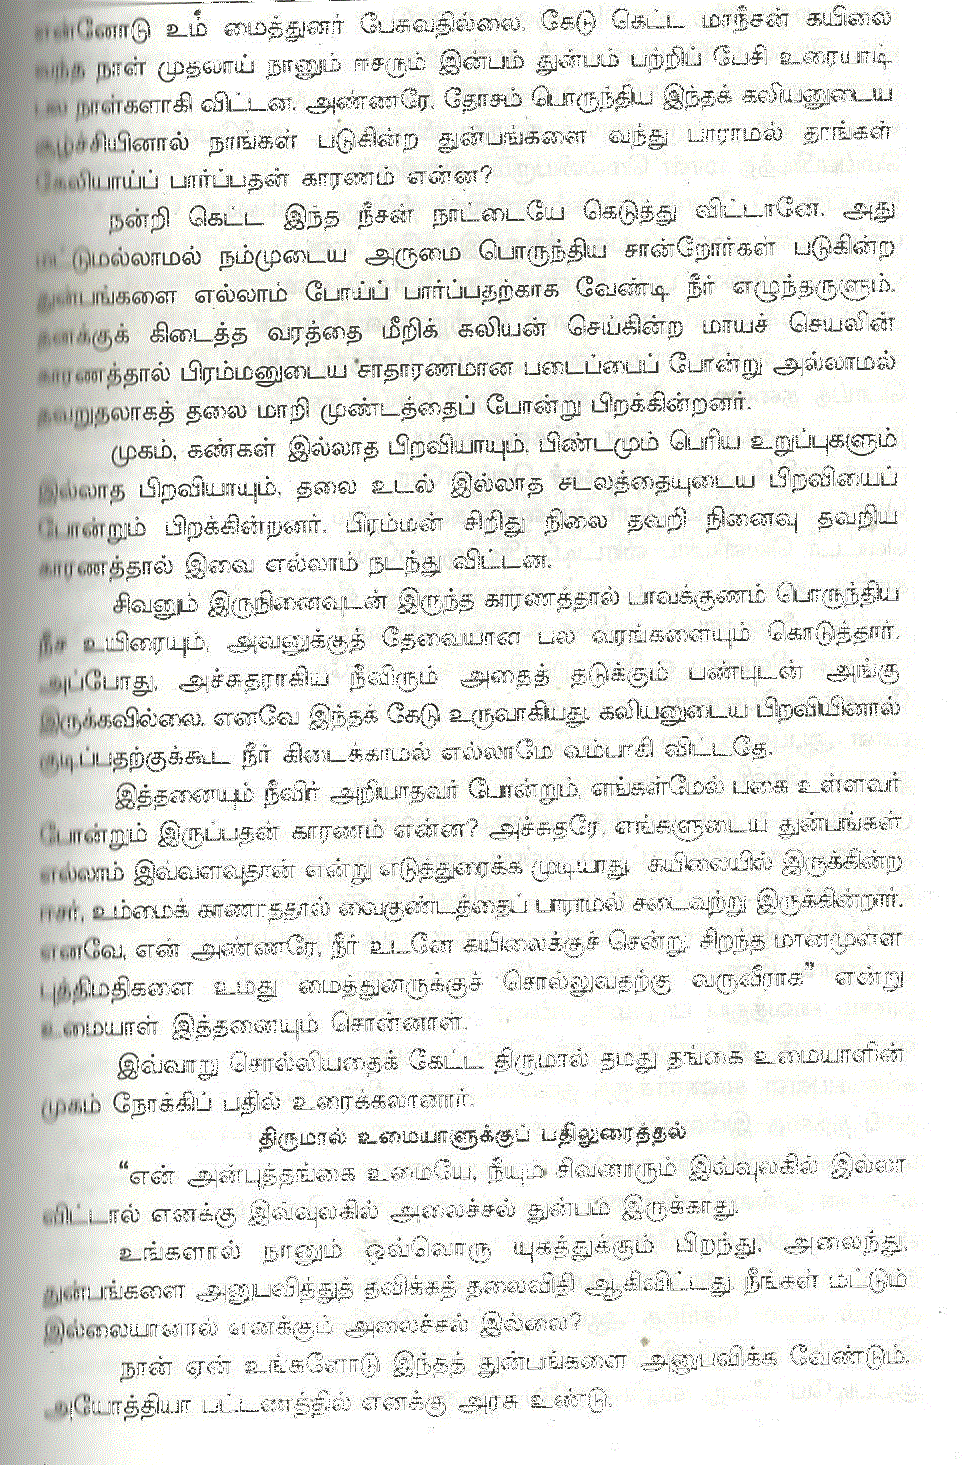 என்னோடு உம் மைத்துனர் பேசுவதில்லை. கேடு கெட்ட மாநீசன் கயிலை
வந்த நாள் முதலாய் நானும் ஈசரும் இன்பம் துன்பம் பற்றிப் பேசி உரையாடி
பல நாள்களாகி விட்டன. அண்ணரே, தோசம் பொருந்திய இந்தக் கலியனுடைய
சூழ்ச்சியினால் நாங்கள் படுகின்ற துன்பங்களை வந்து பாராமல் தாங்கள்
கேலியாய்ப் பார்ப்பதன் காரணம் என்ன?
நன்றி கெட்ட இந்த நீசன் நாட்டையே கெடுத்து விட்டானே. அது
மட்டுமல்லாமல் நம்முடைய அருமை பொருந்திய சான்றோர்கள் படுகின்ற
துன்பங்களை எல்லாம் போய்ப் பார்ப்பதற்காக வேண்டி நீர் எழுந்தருளும்.
தனக்குக் கிடைத்த வரத்தை மீறிக் கலியன் செய்கின்ற மாயச் செயலின்
காரணத்தால் பிரம்மனுடைய சாதாரணமான படைப்பைப் போன்று அல்லாமல்
தவறுதலாகத் தலை மாறி முண்டத்தைப் போன்று பிறக்கின்றனர்.
முகம், கண்கள் இல்லாத பிறவியாயும், பிண்டமும் பெரிய உறுப்புகளும்
இல்லாத பிறவியாயும், தலை உடல் இல்லாத சடலத்தையுடைய பிறவியைப்
போன்றும் பிறக்கின்றனர். பிரம்மன் சிறிது நிலை தவறி நினைவு தவறிய
காரணத்தால் இவை எல்லாம் நடந்து விட்டன.
சிவனும் இருநினைவுடன் இருந்த காரணத்தால் பாவக்குணம் பொருந்திய
நீச உயிரையும், அவனுக்குத் தேவையான பல வரங்களையும் கொடுத்தார்.
அப்போது, அச்சுதராகிய நீவிரும் அதைத் தடுக்கும் பண்புடன் அங்கு
இருக்கவில்லை. எனவே இந்தக் கேடு உருவாகியது. கலியனுடைய பிறவியினால்
குடிப்பதற்குக்கூட நீர் கிடைக்காமல் எல்லாமே வம்பாகி விட்டதே.
இத்தனையும் நீவிர் அறியாதவர் போன்றும், எங்கள்மேல் பகை உள்ளவர்
போன்றும் இருப்பதன் காரணம் என்ன? அச்சுதரே, எங்களுடைய துன்பங்கள்
எல்லாம் இவ்வளவுதான் என்று எடுத்துரைக்க முடியாது. கயிலையில் இருக்கின்ற
ஈசர், உம்மைக் காணாததால் வைகுண்டத்தைப் பாராமல் சடைவற்று இருக்கின்றார்.
எனவே, என் அண்ணரே, நீர் உடனே கயிலைக்குச் சென்று, சிறந்த மானமுள்ள
புத்திமதிகளை உமது மைத்துனருக்குச் சொல்லுவதற்கு வருவீராக" என்று
உமையாள் இத்தனையும் சொன்னாள்.
இவ்வாறு சொல்லியதைக் கேட்ட திருமால் தமது தங்கை உமையாளின்
முகம் நோக்கிப் பதில் உரைக்கலானார்.
திருமால் உமையாளுக்குப் பதிலுரைத்தல்
"என் அன்புத்தங்கை உமையே, நீயும் சிவனாரும் இவ்வுலகில் இல்லா
விட்டால் எனக்கு இவ்வுலகில் அலைச்சல் துன்பம் இருக்காது.
உங்களால் நானும் ஒவ்வொரு யுகத்துக்கும் பிறந்து, அலைந்து,
துன்பங்களை அனுபவித்துத் தவிக்கத் தலைவிதி ஆகிவிட்டது. நீங்கள் மட்டும்
இல்லையானால் எனக்கும் அலைச்சல் இல்லை?
நான் ஏன் உங்களோடு இந்தத் துன்பங்களை அனுபவிக்க வேண்டும்.
அயோத்தியா பட்டணத்தில் எனக்கு அரசு உண்டு.